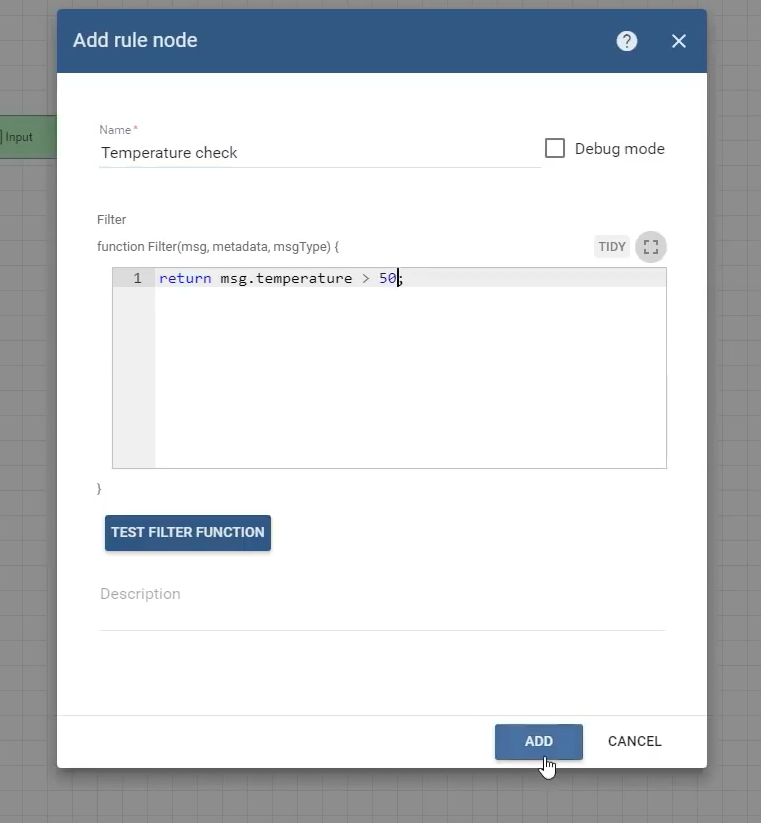 Add rule node
?
Input
Name*
Temperature check
Debug mode
Filter
function Filter(msg, metadata, msgType) {
TIDY
1 return msg.temperature > 50;
}
TEST FILTER FUNCTION
Description
ADD CANCEL